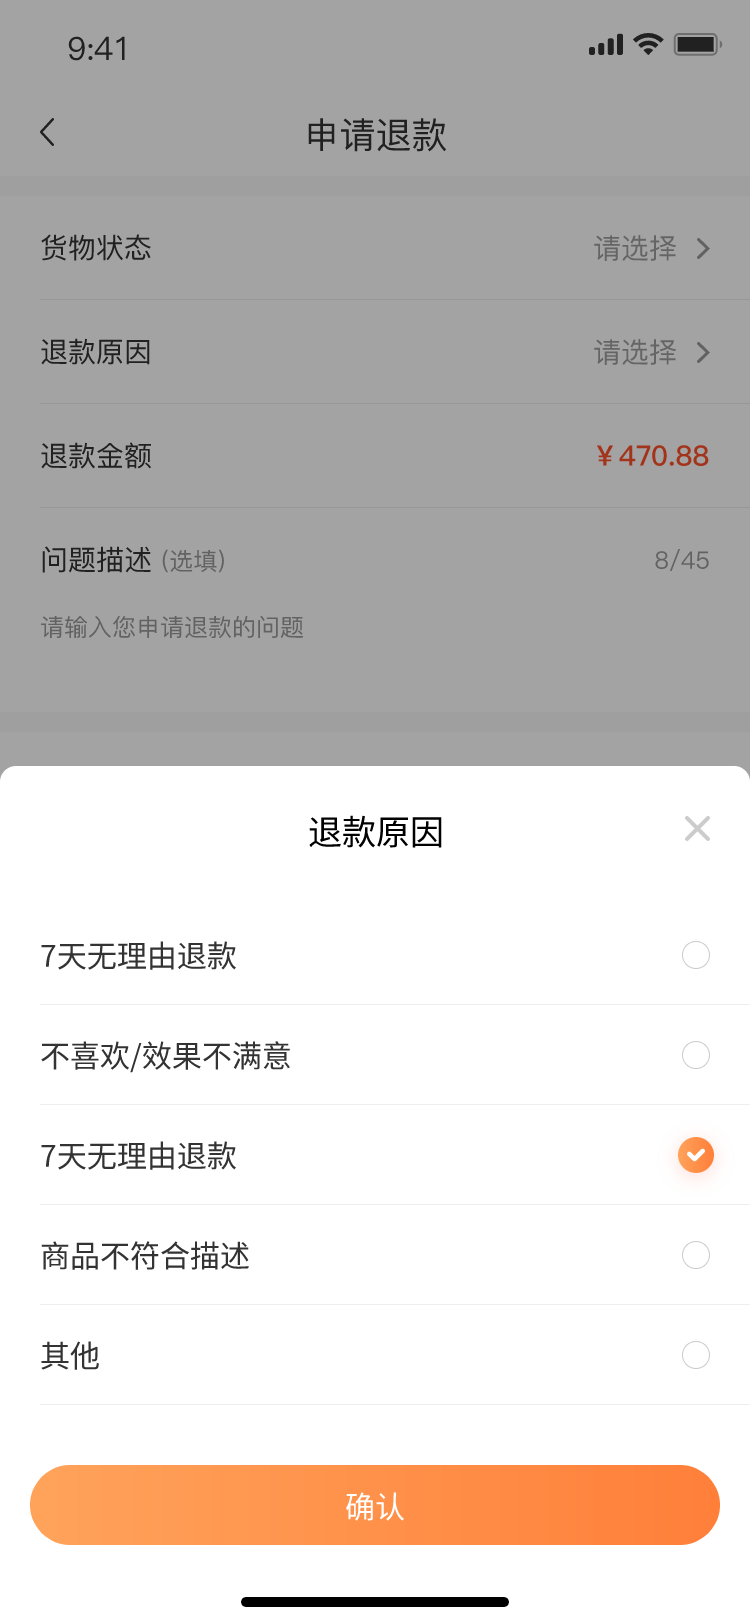 9:41
申请退款
货物状态 请选择
退款原因 请选择
退款金额 ¥ 470.88
问题描述 (选填) 8/45
请输入您申请退款的问题
退款原因
7天无理由退款
不喜欢/效果不满意
7天无理由退款
商品不符合描述
其他
确认